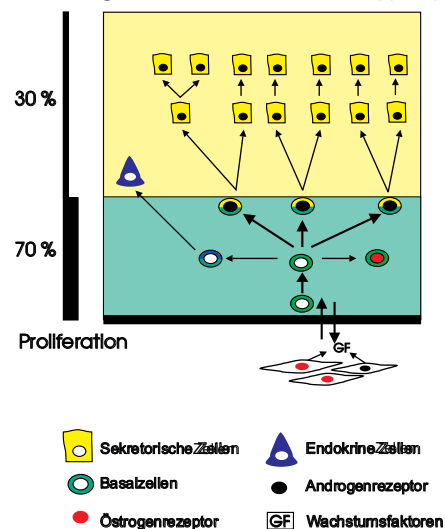 30 %
70 %
Proliferation
GF
Sekretorische Zellen
Endokrine Zellen
Basalzellen
Androgenrezeptor
Östrogenrezeptor
GF Wachstumsfaktoren